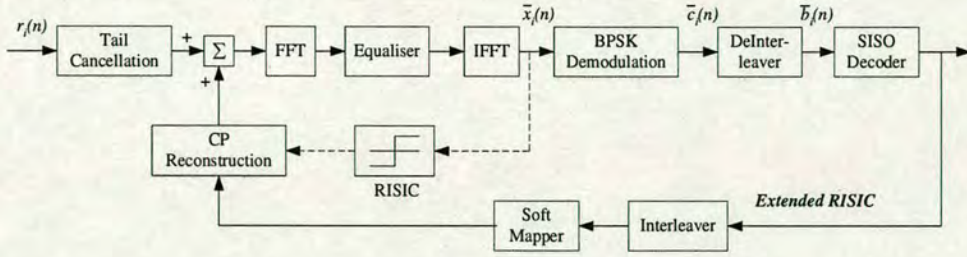 r_i(n)
Tail
Cancellation
+
Σ
+
FFT
Equaliser
IFFT
x̄_i(n)
BPSK
Demodulation
c̄_i(n)
DeInter-
leaver
b̄_i(n)
SISO
Decoder
CP
Reconstruction
RISIC
Extended RISIC
Soft
Mapper
Interleaver